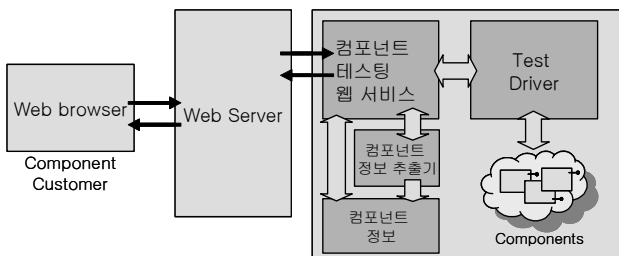 Web browser
Component
Customer
Web Server
컴포넌트
테스팅
웹 서비스
Test
Driver
컴포넌트
정보 추출기
컴포넌트
정보
Components